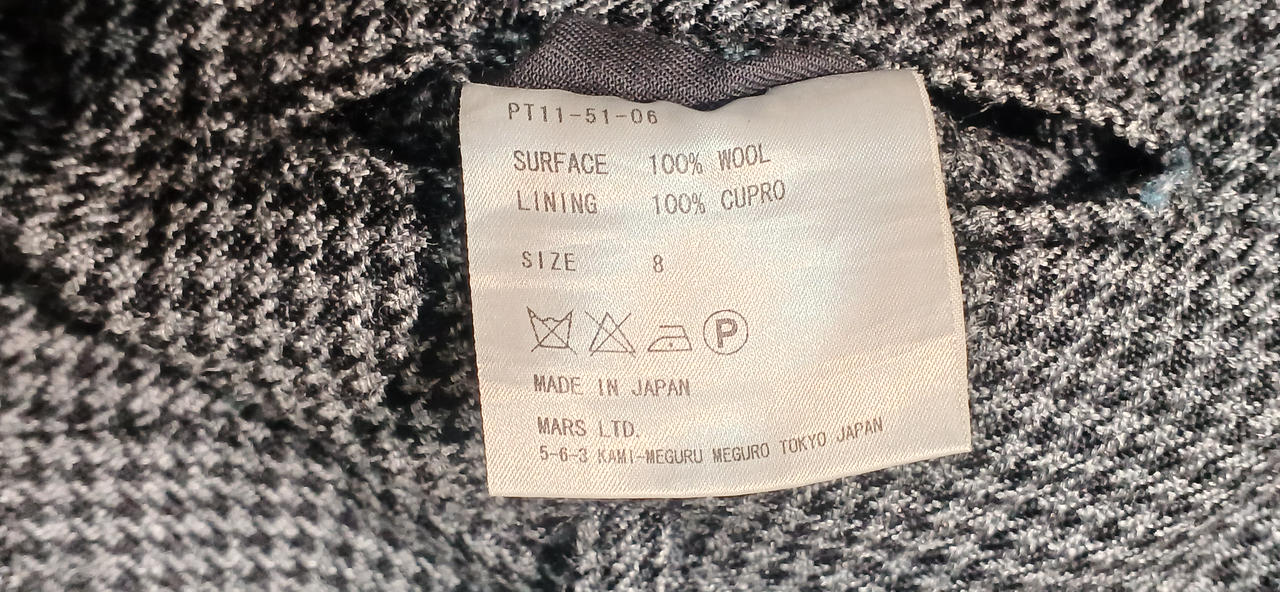 PT11-51-06
SURFACE 100% WOOL
LINING 100% CUPRO
SIZE 8
P
MADE IN JAPAN
MARS LTD.
5-6-3 KAMI-MEGURU MEGURO TOKYO JAPAN